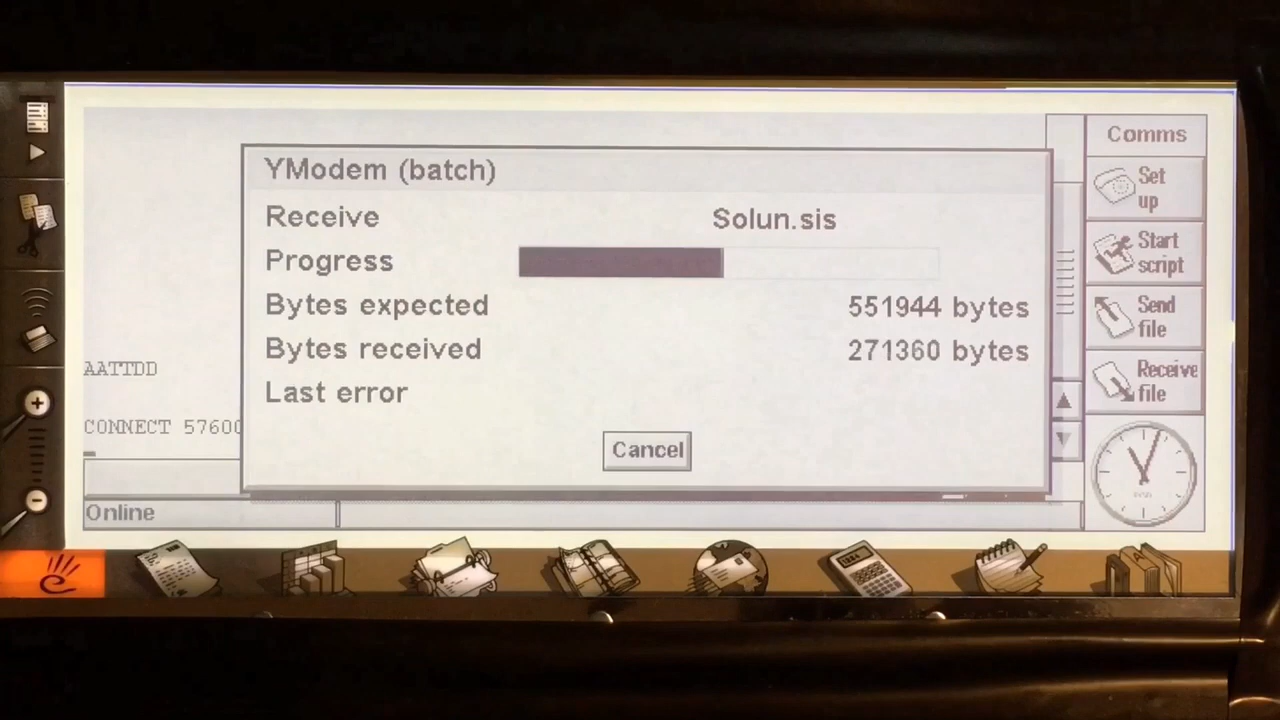 YModem (batch)
Receive Solun.sis
Progress
Bytes expected 551944 bytes
Bytes received 271360 bytes
Last error
Cancel
AATTDD
CONNECT 57600
Online
Comms
Set
up
Start
script
Send
file
Receive
file